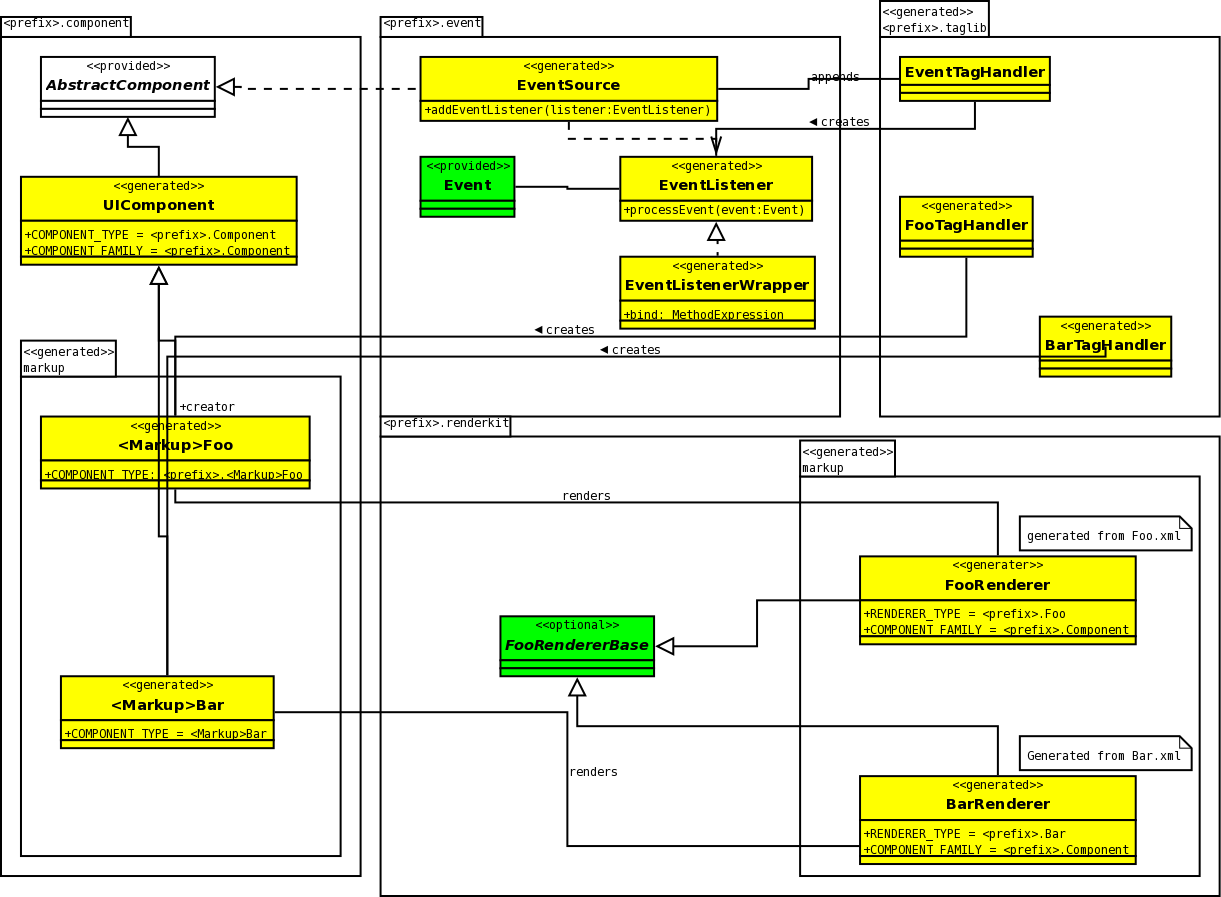 <prefix>.component
<<provided>>
AbstractComponent
<<generated>>
UIComponent
+COMPONENT_TYPE = <prefix>.Component
+COMPONENT_FAMILY = <prefix>.Component
<<generated>>
markup
+creator
<<generated>>
<Markup>Foo
+COMPONENT_TYPE: <prefix>.<Markup>Foo
<<generated>>
<Markup>Bar
+COMPONENT_TYPE = <Markup>Bar
<prefix>.event
<<generated>>
EventSource
+addEventListener(listener:EventListener)
<<provided>>
Event
<<generated>>
EventListener
+processEvent(event:Event)
<<generated>>
EventListenerWrapper
+bind: MethodExpression
appends
◄ creates
◄ creates
◄ creates
<<generated>>
<prefix>.taglib
EventTagHandler
<<generated>>
FooTagHandler
<<generated>>
BarTagHandler
<prefix>.renderkit
renders
<<optional>>
FooRendererBase
renders
<<generated>>
markup
generated from Foo.xml
<<generater>>
FooRenderer
+RENDERER_TYPE = <prefix>.Foo
+COMPONENT_FAMILY = <prefix>.Component
Generated from Bar.xml
<<generated>>
BarRenderer
+RENDERER_TYPE = <prefix>.Bar
+COMPONENT_FAMILY = <prefix>.Component